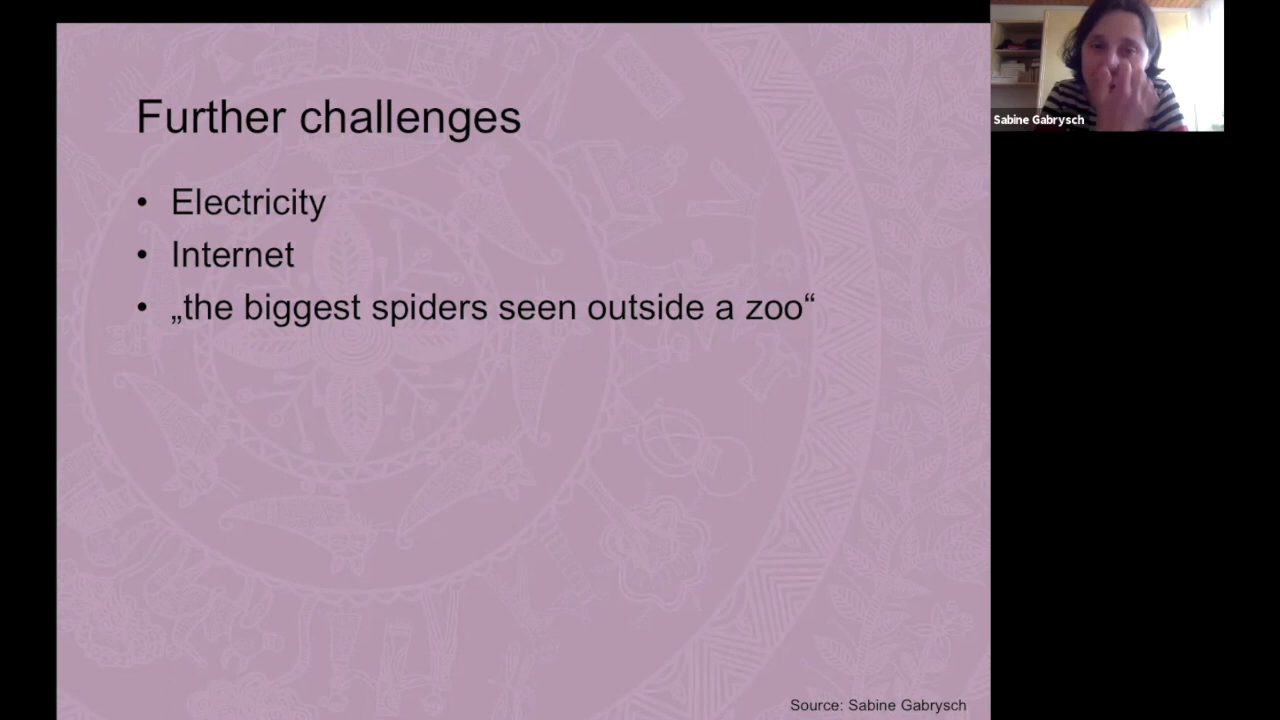 Further challenges
• Electricity
• Internet
• „the biggest spiders seen outside a zoo“
Source: Sabine Gabrysch
Sabine Gabrysch